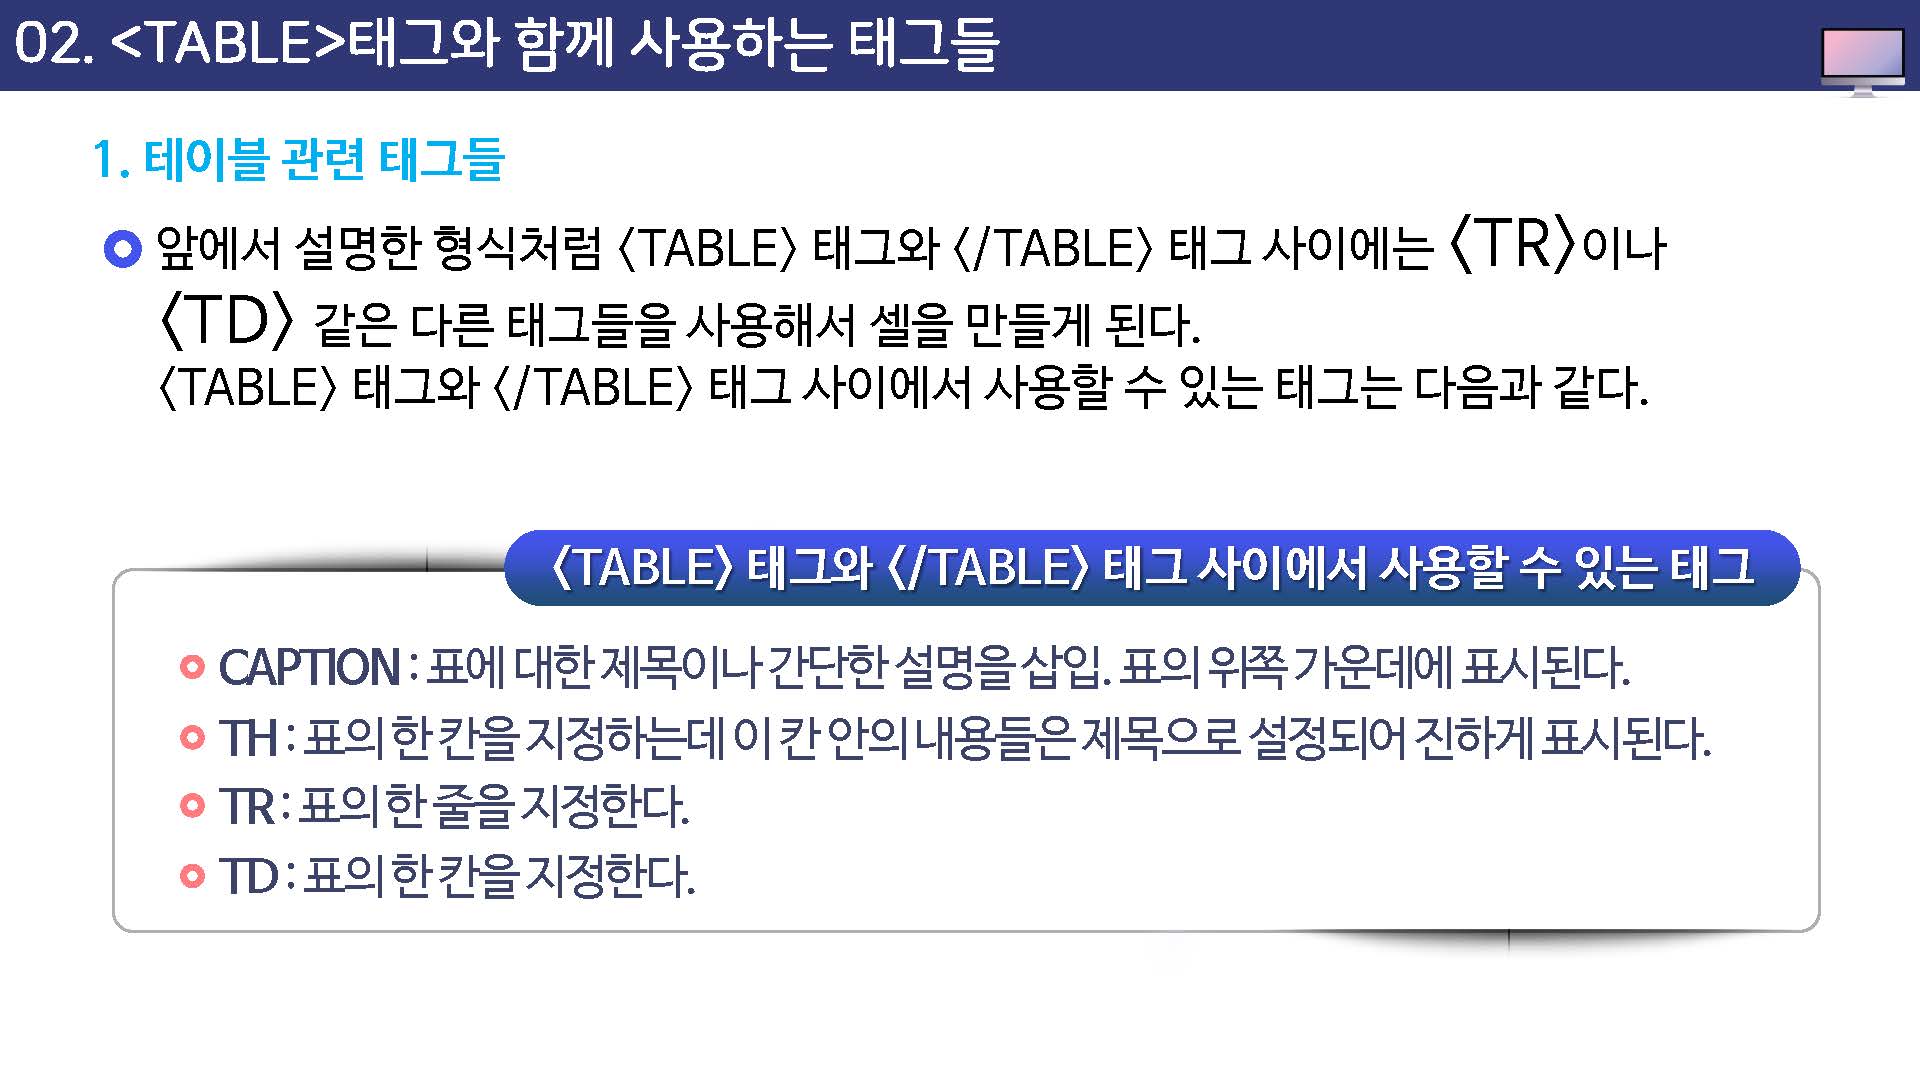 02. <TABLE>태그와 함께 사용하는 태그들
1. 테이블 관련 태그들
앞에서 설명한 형식처럼 〈TABLE〉 태그와 〈/TABLE〉 태그 사이에는 〈TR〉이나
〈TD〉 같은 다른 태그들을 사용해서 셀을 만들게 된다.
〈TABLE〉 태그와 〈/TABLE〉 태그 사이에서 사용할 수 있는 태그는 다음과 같다.
〈TABLE〉 태그와 〈/TABLE〉 태그 사이에서 사용할 수 있는 태그
CAPTION : 표에 대한 제목이나 간단한 설명을 삽입. 표의 위쪽 가운데에 표시된다.
TH : 표의 한 칸을 지정하는데 이 칸 안의 내용들은 제목으로 설정되어 진하게 표시된다.
TR : 표의 한 줄을 지정한다.
TD : 표의 한 칸을 지정한다.